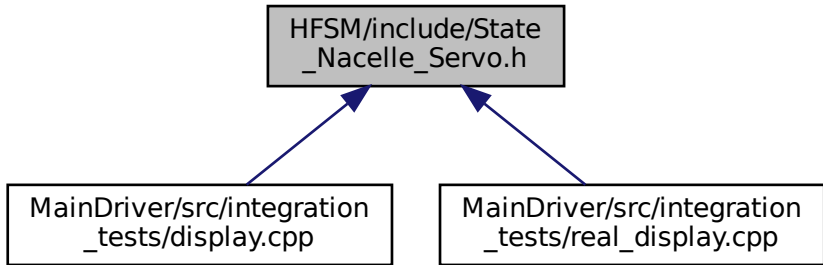 HFSM/include/State
_Nacelle_Servo.h
MainDriver/src/integration
_tests/display.cpp
MainDriver/src/integration
_tests/real_display.cpp